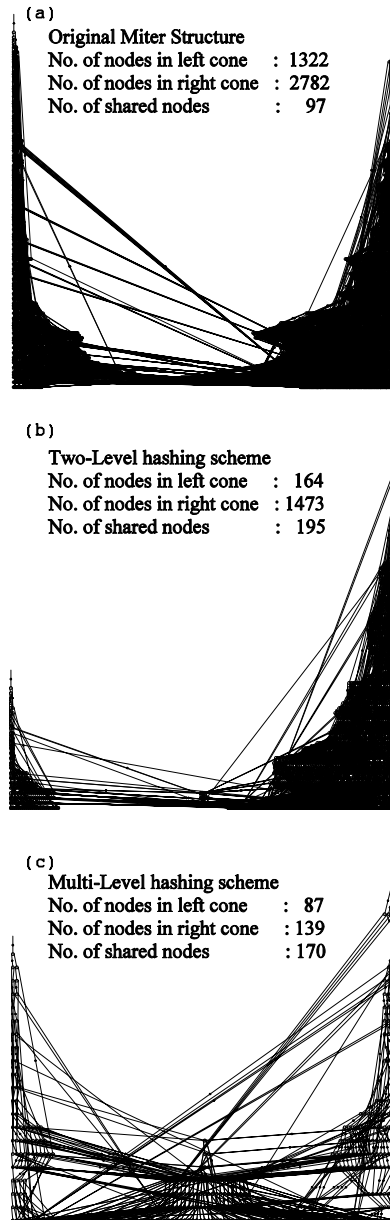 (a)
Original Miter Structure
No. of nodes in left cone : 1322
No. of nodes in right cone : 2782
No. of shared nodes : 97
(b)
Two-Level hashing scheme
No. of nodes in left cone : 164
No. of nodes in right cone : 1473
No. of shared nodes : 195
(c)
Multi-Level hashing scheme
No. of nodes in left cone : 87
No. of nodes in right cone : 139
No. of shared nodes : 170